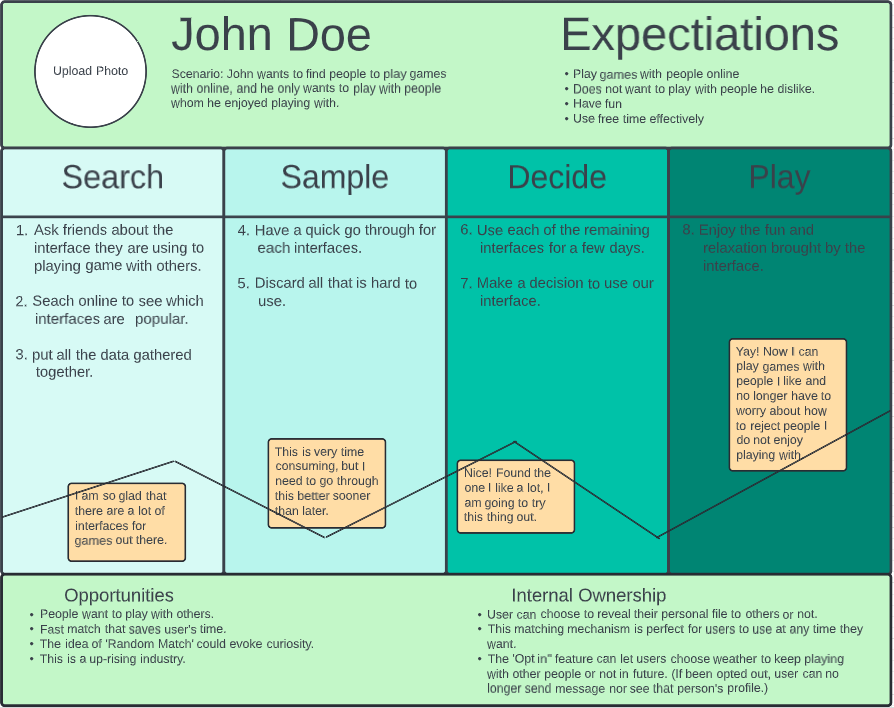 Upload Photo
John Doe
Scenario: John wants to find people to play games
with online, and he only wants to play with people
whom he enjoyed playing with.
Expectiations
• Play games with people online
• Does not want to play with people he dislike.
• Have fun
• Use free time effectively
Search
1. Ask friends about the
interface they are using to
playing game with others.
2. Seach online to see which
interfaces are popular.
3. put all the data gathered
together.
I am so glad that
there are a lot of
interfaces for
games out there.
Sample
4. Have a quick go through for
each interfaces.
5. Discard all that is hard to
use.
This is very time
consuming, but I
need to go through
this better sooner
than later.
Decide
6. Use each of the remaining
interfaces for a few days.
7. Make a decision to use our
interface.
Nice! Found the
one I like a lot, I
am going to try
this thing out.
Play
8. Enjoy the fun and
relaxation brought by the
interface.
Yay! Now I can
play games with
people I like and
no longer have to
worry about how
to reject people I
do not enjoy
playing with.
Opportunities
• People want to play with others.
• Fast match that saves user's time.
• The idea of 'Random Match' could evoke curiosity.
• This is a up-rising industry.
Internal Ownership
• User can choose to reveal their personal file to others or not.
• This matching mechanism is perfect for users to use at any time they
want.
• The 'Opt in" feature can let users choose weather to keep playing
with other people or not in future. (If been opted out, user can no
longer send message nor see that person's profile.)